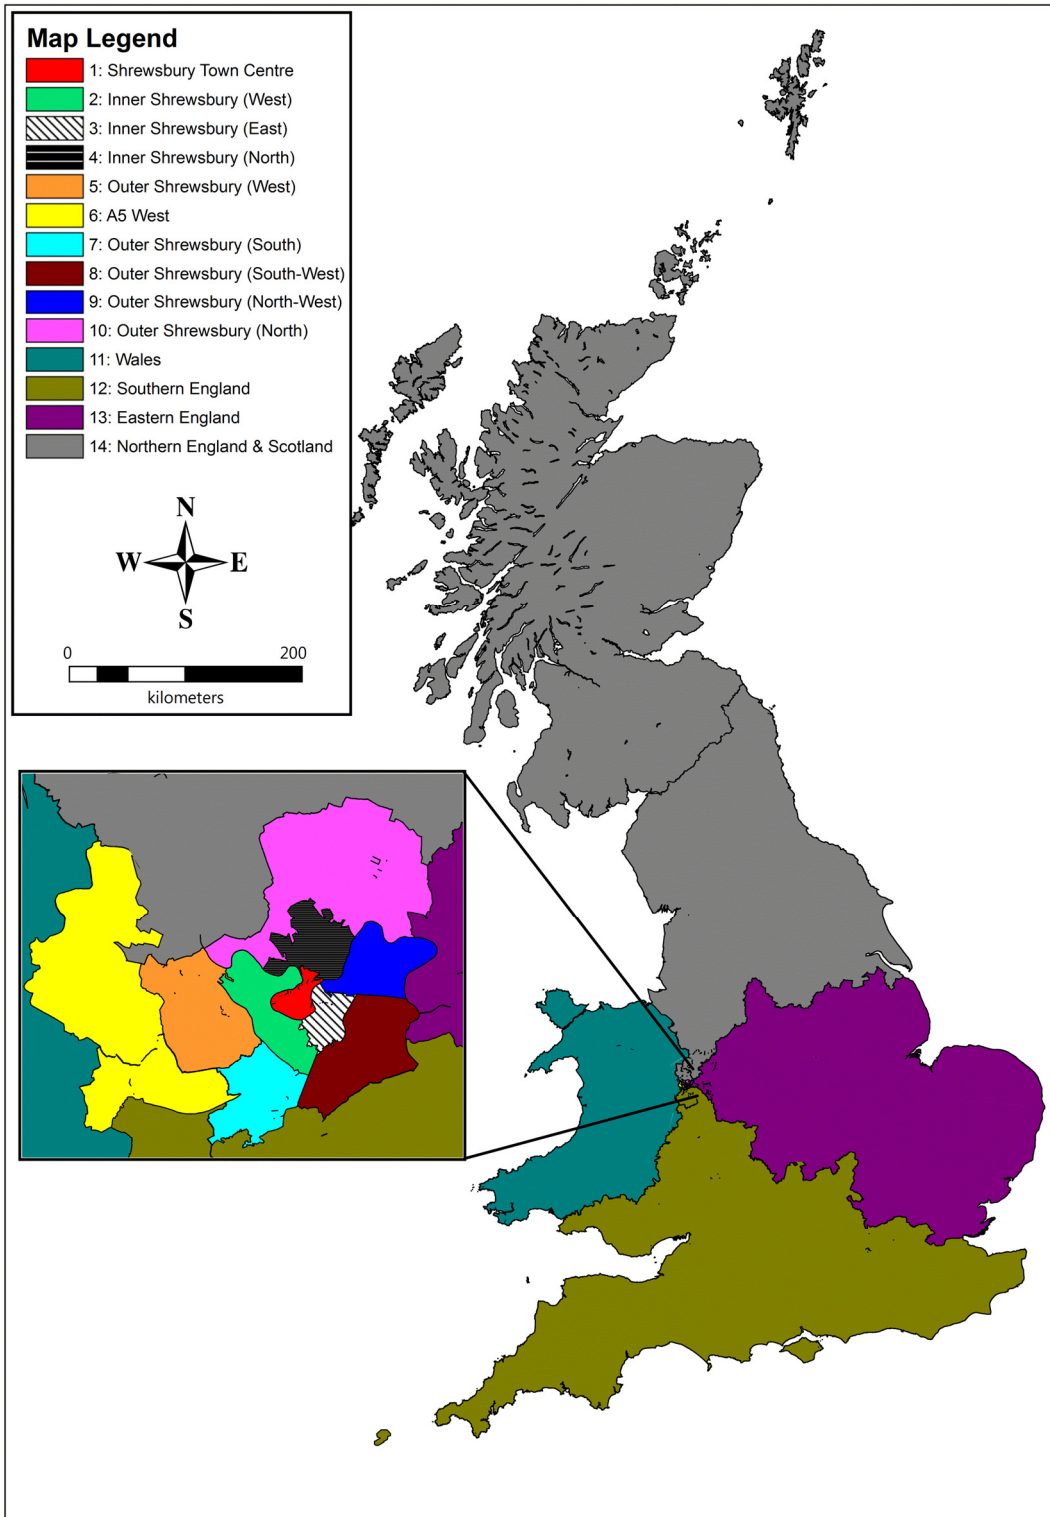 Map Legend
1: Shrewsbury Town Centre
2: Inner Shrewsbury (West)
3: Inner Shrewsbury (East)
4: Inner Shrewsbury (North)
5: Outer Shrewsbury (West)
6: A5 West
7: Outer Shrewsbury (South)
8: Outer Shrewsbury (South-West)
9: Outer Shrewsbury (North-West)
10: Outer Shrewsbury (North)
11: Wales
12: Southern England
13: Eastern England
14: Northern England & Scotland
N
W E
S
0 200
kilometers